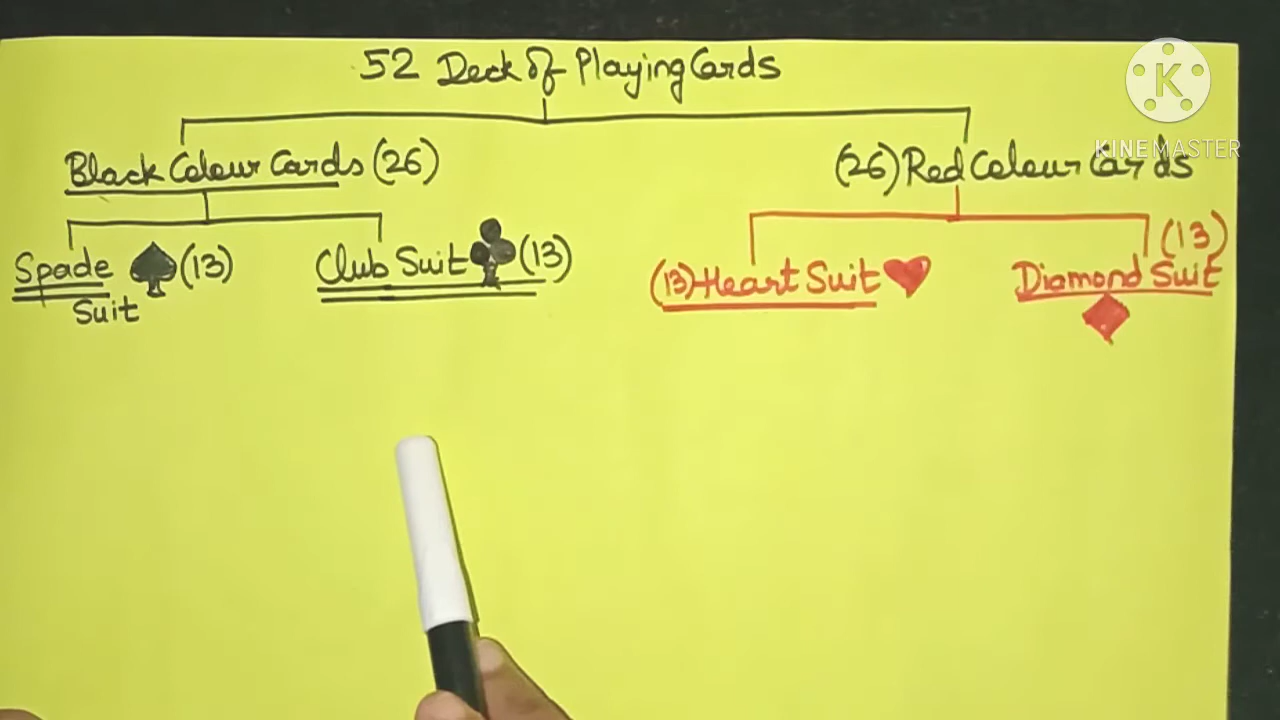 52 Deck of Playing Cards
K
KINEMASTER
Black Colour Cards (26)
(26) Red Colour Cards
Spade ♠ (13)
Suit
Club Suit ♣ (13)
(13) Heart Suit ♥
(13)
Diamond Suit
♦